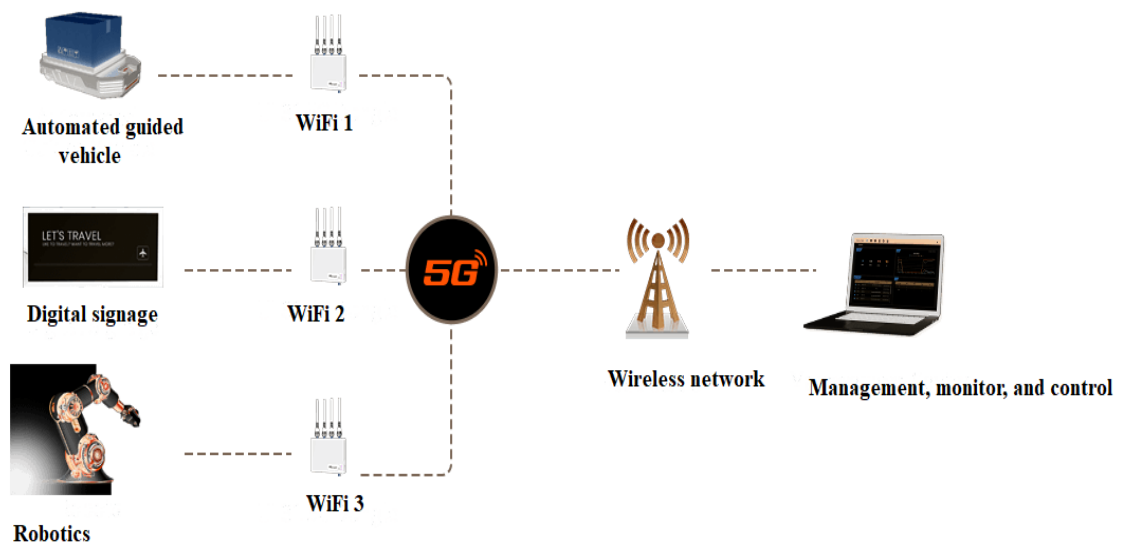 Automated guided
vehicle
WiFi 1
LET'S TRAVEL
Digital signage
WiFi 2
5G
Wireless network
Management, monitor, and control
Robotics
WiFi 3